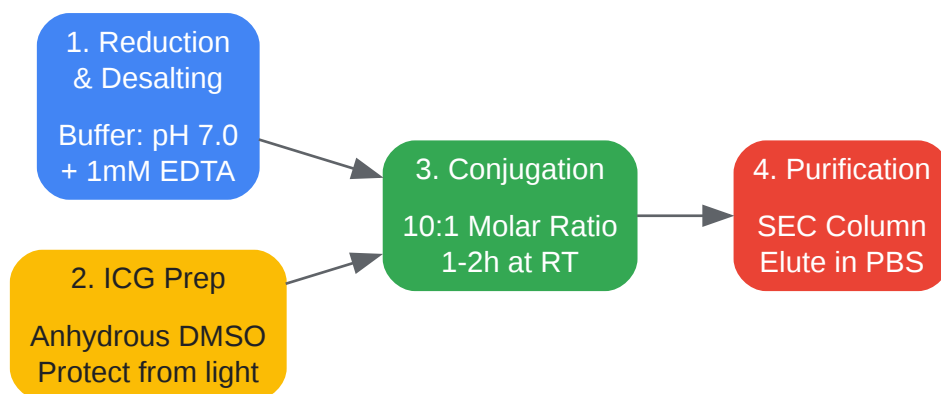 1. Reduction
& Desalting
Buffer: pH 7.0
+ 1mM EDTA
2. ICG Prep
Anhydrous DMSO
Protect from light
3. Conjugation
10:1 Molar Ratio
1-2h at RT
4. Purification
SEC Column
Elute in PBS